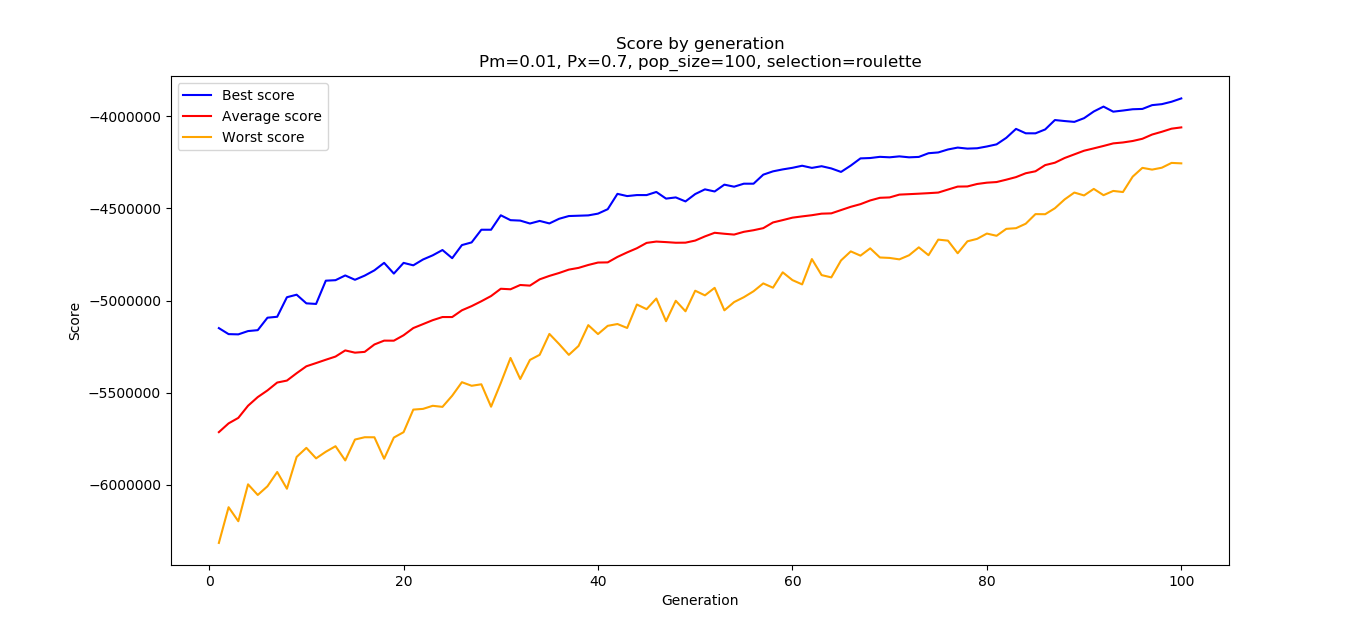 Score by generation
Pm=0.01, Px=0.7, pop_size=100, selection=roulette
Best score
Average score
Worst score
−4000000
−4500000
−5000000
−5500000
−6000000
Score
0 20 40 60 80 100
Generation